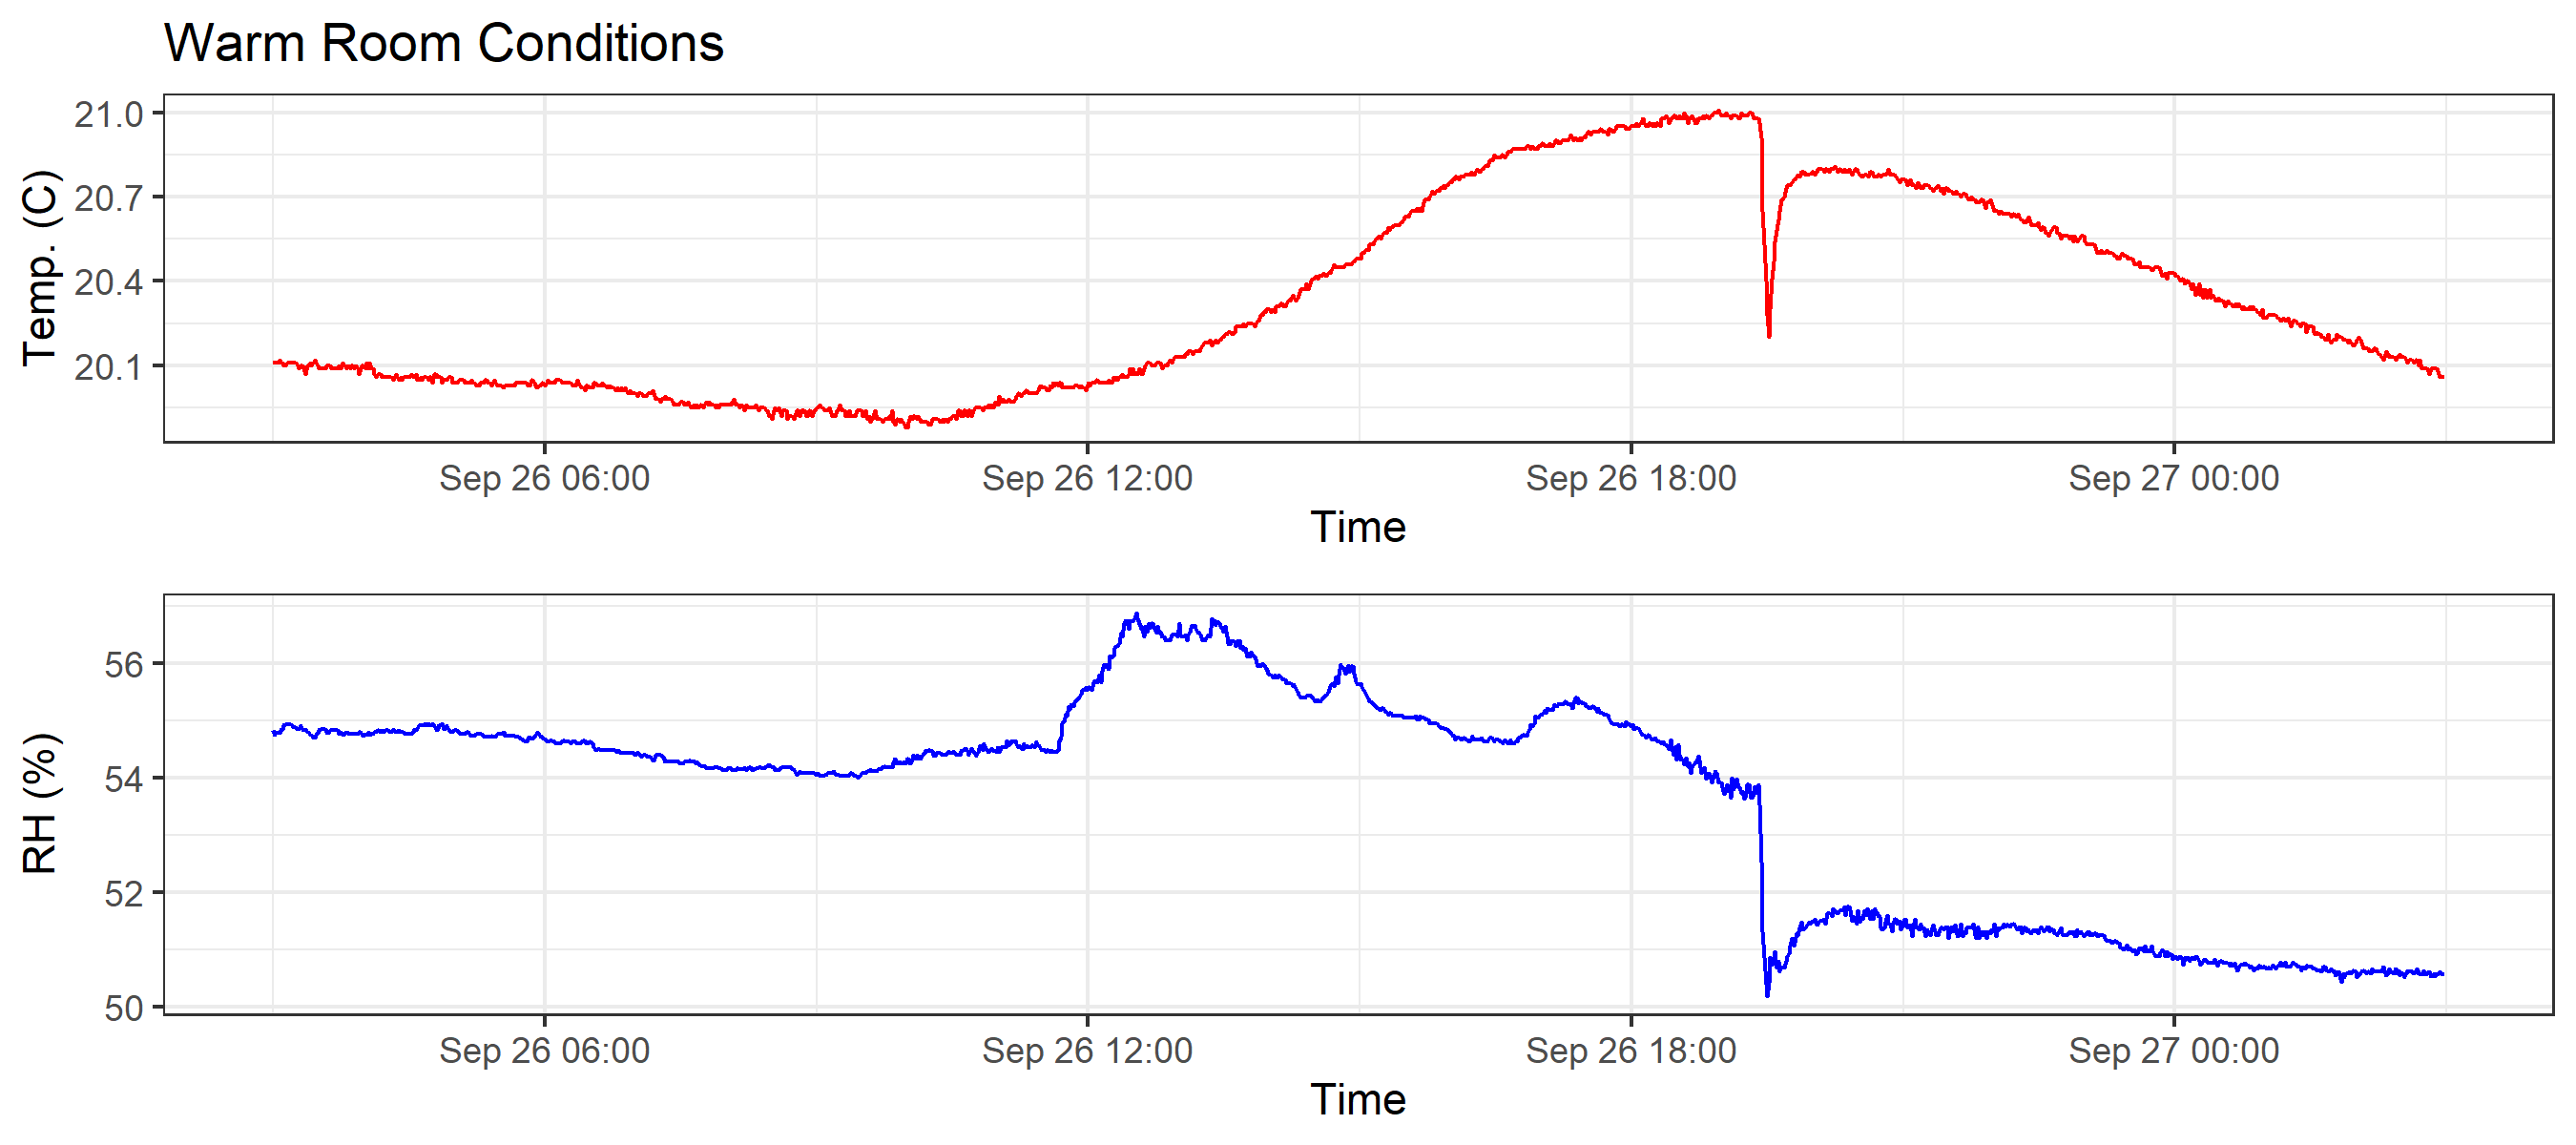 Warm Room Conditions
Temp. (C)
21.0
20.7
20.4
20.1
Sep 26 06:00 Sep 26 12:00 Sep 26 18:00 Sep 27 00:00
Time
RH (%)
56
54
52
50
Sep 26 06:00 Sep 26 12:00 Sep 26 18:00 Sep 27 00:00
Time